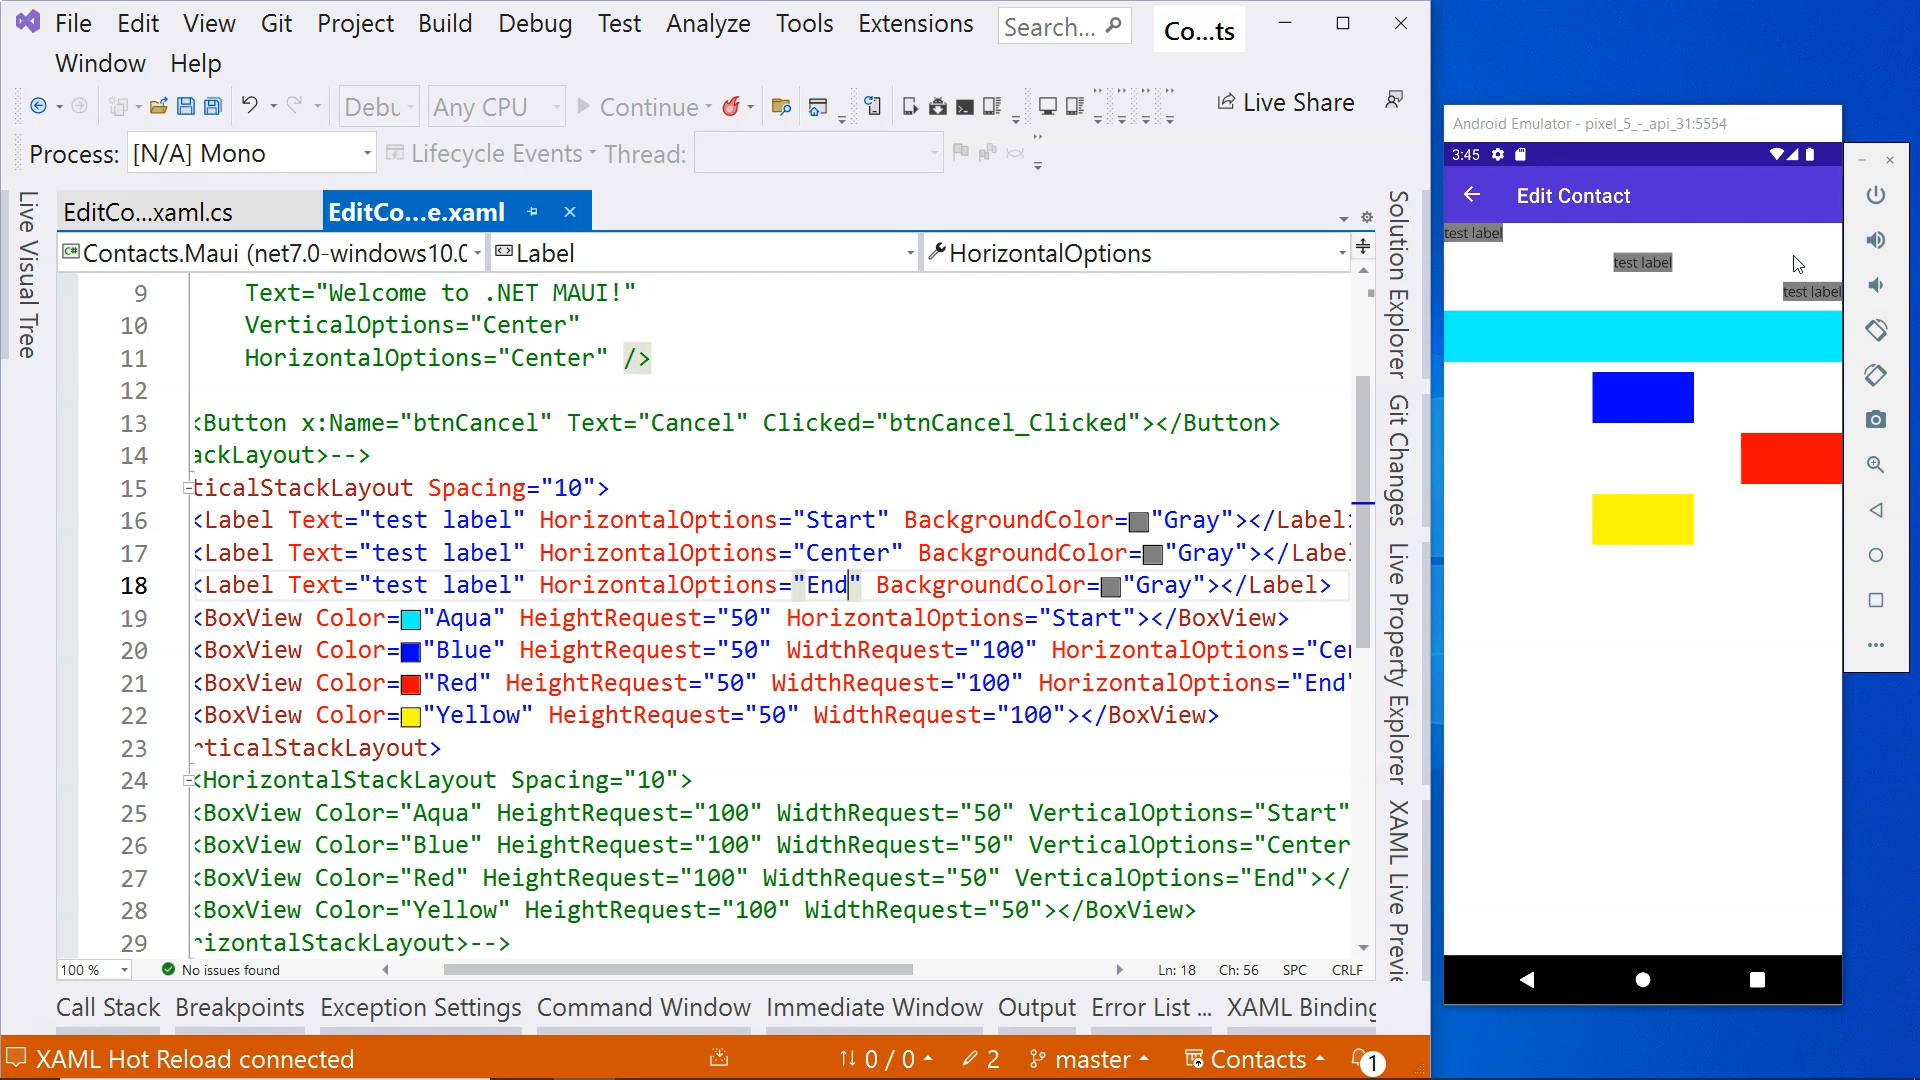 File Edit View Git Project Build Debug Test Analyze Tools Extensions Search... Co...ts
Window Help
Debu Any CPU Continue Live Share
Process: [N/A] Mono Lifecycle Events Thread:
EditCo...xaml.cs EditCo...e.xaml
Contacts.Maui (net7.0-windows10.0 Label HorizontalOptions
9 Text="Welcome to .NET MAUI!"
10 VerticalOptions="Center"
11 HorizontalOptions="Center" />
12
13 <Button x:Name="btnCancel" Text="Cancel" Clicked="btnCancel_Clicked"></Button>
14 ackLayout>-->
15 ticalStackLayout Spacing="10">
16 <Label Text="test label" HorizontalOptions="Start" BackgroundColor="Gray"></Label>
17 <Label Text="test label" HorizontalOptions="Center" BackgroundColor="Gray"></Label
18 <Label Text="test label" HorizontalOptions="End" BackgroundColor="Gray"></Label>
19 <BoxView Color="Aqua" HeightRequest="50" HorizontalOptions="Start"></BoxView>
20 <BoxView Color="Blue" HeightRequest="50" WidthRequest="100" HorizontalOptions="Cen
21 <BoxView Color="Red" HeightRequest="50" WidthRequest="100" HorizontalOptions="End"
22 <BoxView Color="Yellow" HeightRequest="50" WidthRequest="100"></BoxView>
23 rticalStackLayout>
24 <HorizontalStackLayout Spacing="10">
25 <BoxView Color="Aqua" HeightRequest="100" WidthRequest="50" VerticalOptions="Start"
26 <BoxView Color="Blue" HeightRequest="100" WidthRequest="50" VerticalOptions="Center
27 <BoxView Color="Red" HeightRequest="100" WidthRequest="50" VerticalOptions="End"></
28 <BoxView Color="Yellow" HeightRequest="100" WidthRequest="50"></BoxView>
29 rizontalStackLayout>-->
100 % No issues found Ln: 18 Ch: 56 SPC CRLF
Call Stack Breakpoints Exception Settings Command Window Immediate Window Output Error List ... XAML Binding
XAML Hot Reload connected 0 / 0 2 master Contacts 1
Live Visual Tree
Solution Explorer
Git Changes
Live Property Explorer
XAML Live Previe
Android Emulator - pixel_5_-_api_31:5554
3:45
Edit Contact
test label
test label
test label